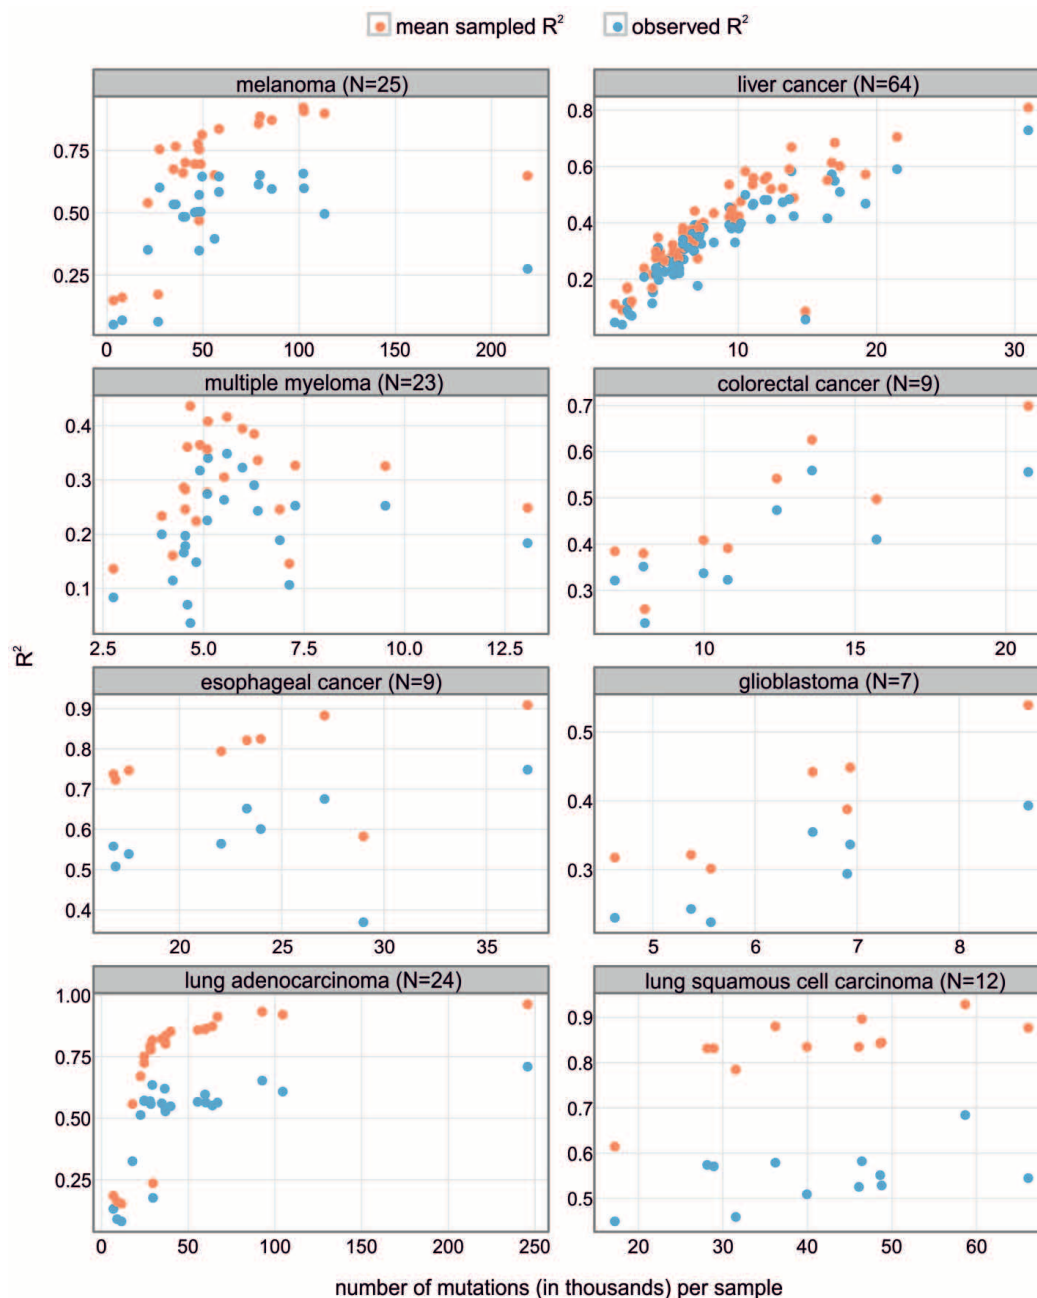 mean sampled R² observed R²
melanoma (N=25) liver cancer (N=64)
0.75
0.50
0.25
0 50 100 150 200
0.8
0.6
0.4
0.2
10 20 30
multiple myeloma (N=23) colorectal cancer (N=9)
0.4
0.3
0.2
0.1
2.5 5.0 7.5 10.0 12.5
0.7
0.6
0.5
0.4
0.3
10 15 20
R²
esophageal cancer (N=9) glioblastoma (N=7)
0.9
0.8
0.7
0.6
0.5
0.4
20 25 30 35
0.5
0.4
0.3
5 6 7 8
lung adenocarcinoma (N=24) lung squamous cell carcinoma (N=12)
1.00
0.75
0.50
0.25
0 50 100 150 200 250
0.9
0.8
0.7
0.6
0.5
20 30 40 50 60
number of mutations (in thousands) per sample